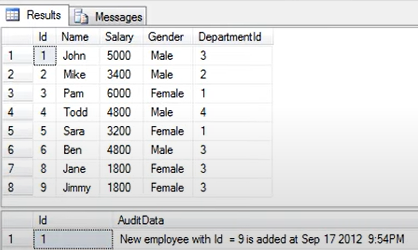 Results Messages
Id Name Salary Gender DepartmentId
1 1 John 5000 Male 3
2 2 Mike 3400 Male 2
3 3 Pam 6000 Female 1
4 4 Todd 4800 Male 4
5 5 Sara 3200 Female 1
6 6 Ben 4800 Male 3
7 8 Jane 1800 Female 3
8 9 Jimmy 1800 Female 3
Id AuditData
1 1 New employee with Id = 9 is added at Sep 17 2012 9:54PM